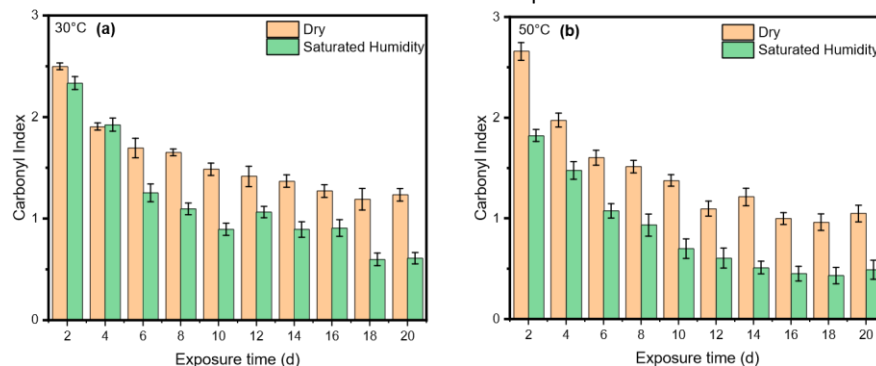 30°C (a)
Dry
Saturated Humidity
3
2
1
0
Carbonyl Index
2 4 6 8 10 12 14 16 18 20
Exposure time (d)
50°C (b)
Dry
Saturated Humidity
3
2
1
0
Carbonyl Index
2 4 6 8 10 12 14 16 18 20
Exposure time (d)